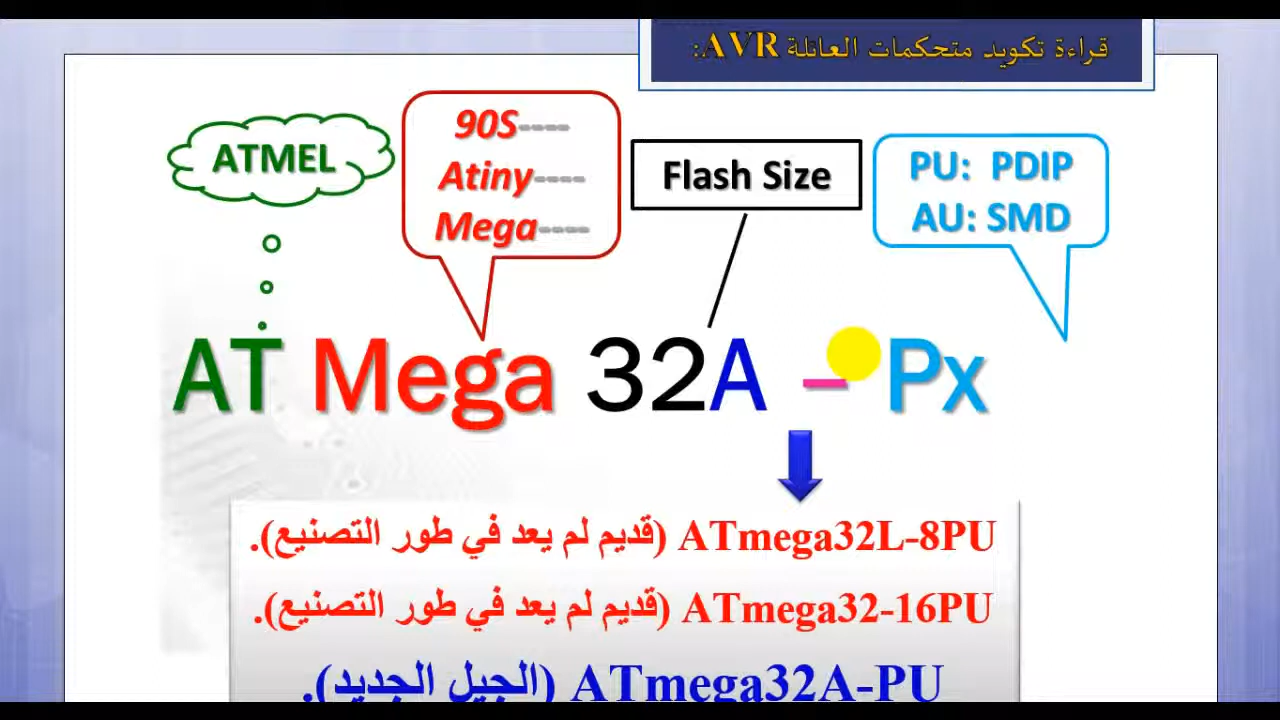 قراءة تكويد متحكمات العائلة AVR:
ATMEL
90S----
Atiny----
Mega----
Flash Size
PU: PDIP
AU: SMD
AT Mega 32A – Px
ATmega32L-8PU (قديم لم يعد في طور التصنيع).
ATmega32-16PU (قديم لم يعد في طور التصنيع).
ATmega32A-PU (الجيل الجديد).